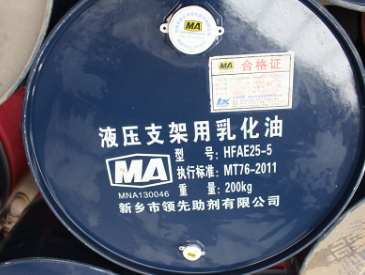 MA
MA 合格证
LX
液压支架用乳化油
MA
型 号: HFAE25-5
执行标准: MT76-2011
MNA130046
重 量: 200kg
新乡市领先助剂有限公司